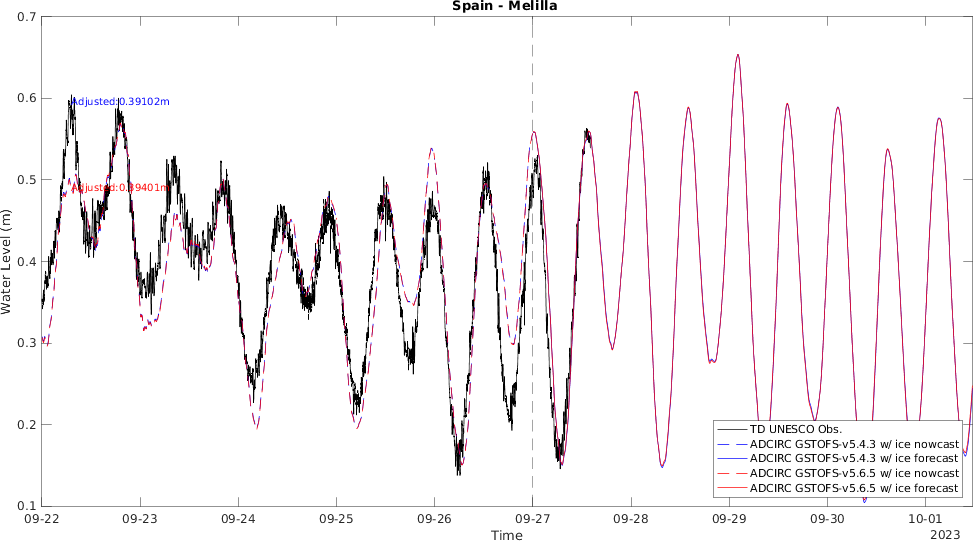 Spain - Melilla
0.7
0.6
0.5
0.4
0.3
0.2
0.1
Water Level (m)
Adjusted:0.39102m
Adjusted:0.39401m
TD UNESCO Obs.
ADCIRC GSTOFS-v5.4.3 w/ ice nowcast
ADCIRC GSTOFS-v5.4.3 w/ ice forecast
ADCIRC GSTOFS-v5.6.5 w/ ice nowcast
ADCIRC GSTOFS-v5.6.5 w/ ice forecast
09-22 09-23 09-24 09-25 09-26 09-27 09-28 09-29 09-30 10-01
Time
2023